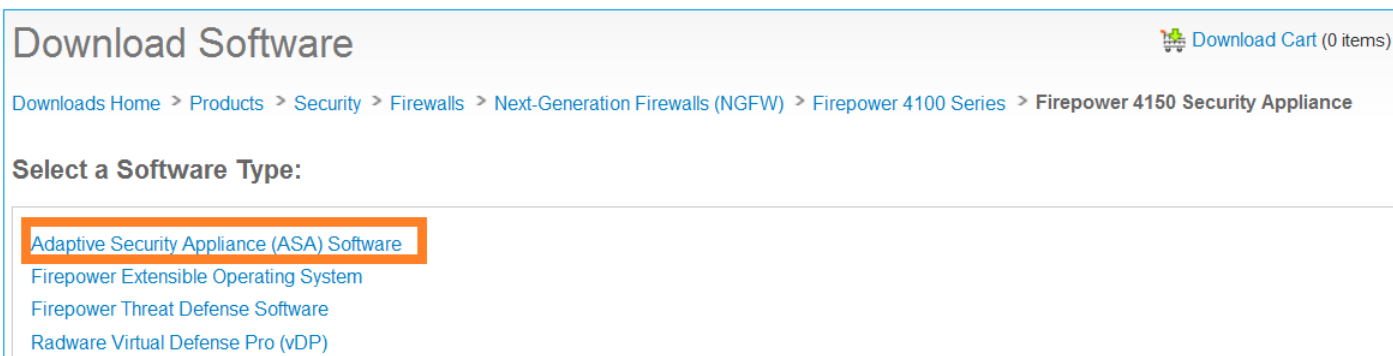 Download Software
Download Cart (0 items)
Downloads Home > Products > Security > Firewalls > Next-Generation Firewalls (NGFW) > Firepower 4100 Series > Firepower 4150 Security Appliance
Select a Software Type:
Adaptive Security Appliance (ASA) Software
Firepower Extensible Operating System
Firepower Threat Defense Software
Radware Virtual Defense Pro (vDP)